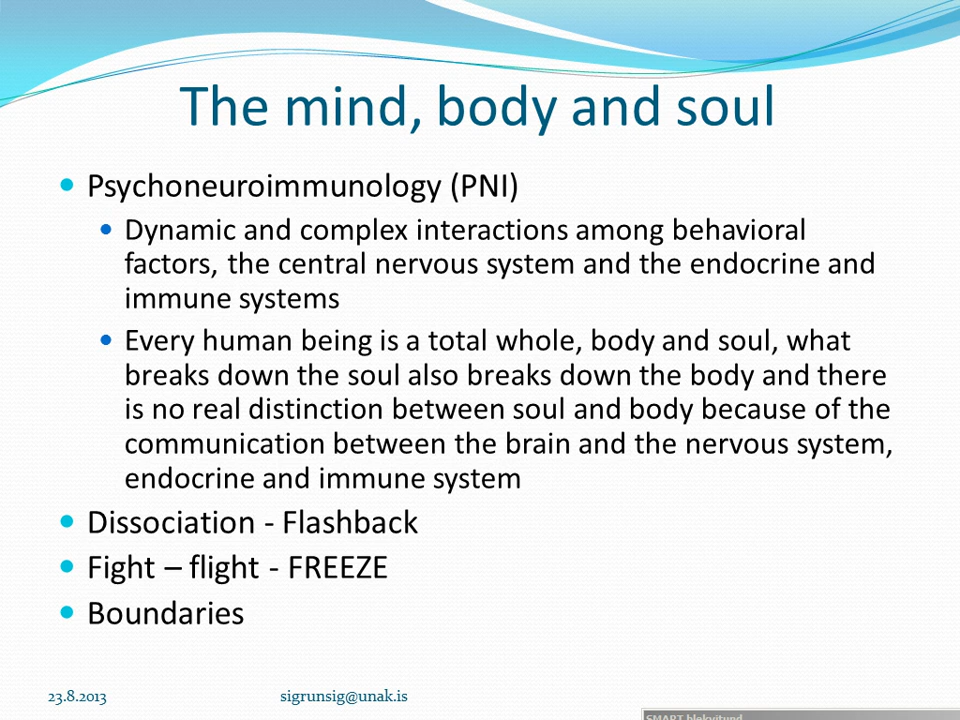 The mind, body and soul
Psychoneuroimmunology (PNI)
Dynamic and complex interactions among behavioral
factors, the central nervous system and the endocrine and
immune systems
Every human being is a total whole, body and soul, what
breaks down the soul also breaks down the body and there
is no real distinction between soul and body because of the
communication between the brain and the nervous system,
endocrine and immune system
Dissociation - Flashback
Fight – flight - FREEZE
Boundaries
23.8.2013 sigrunsig@unak.is
SMART blekvitund